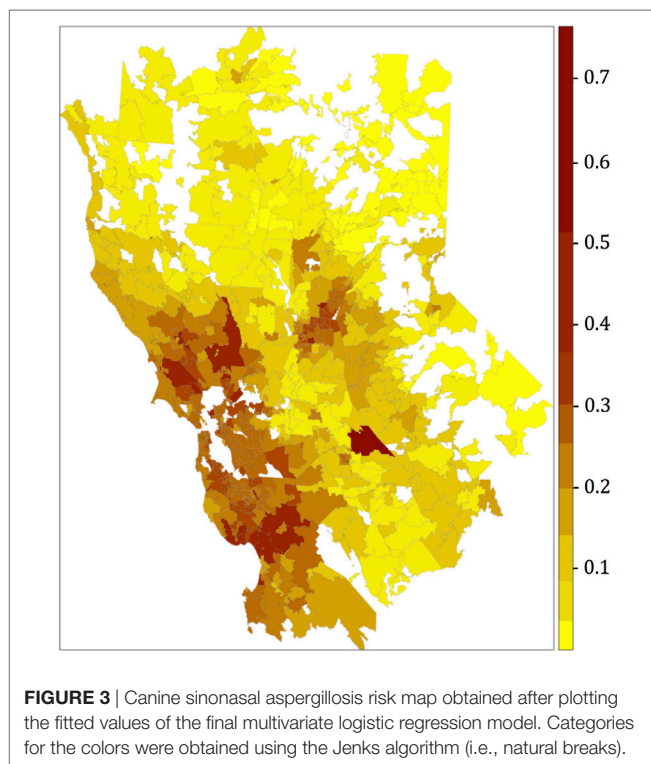 0.7
0.6
0.5
0.4
0.3
0.2
0.1
FIGURE 3 | Canine sinonasal aspergillosis risk map obtained after plotting
the fitted values of the final multivariate logistic regression model. Categories
for the colors were obtained using the Jenks algorithm (i.e., natural breaks).